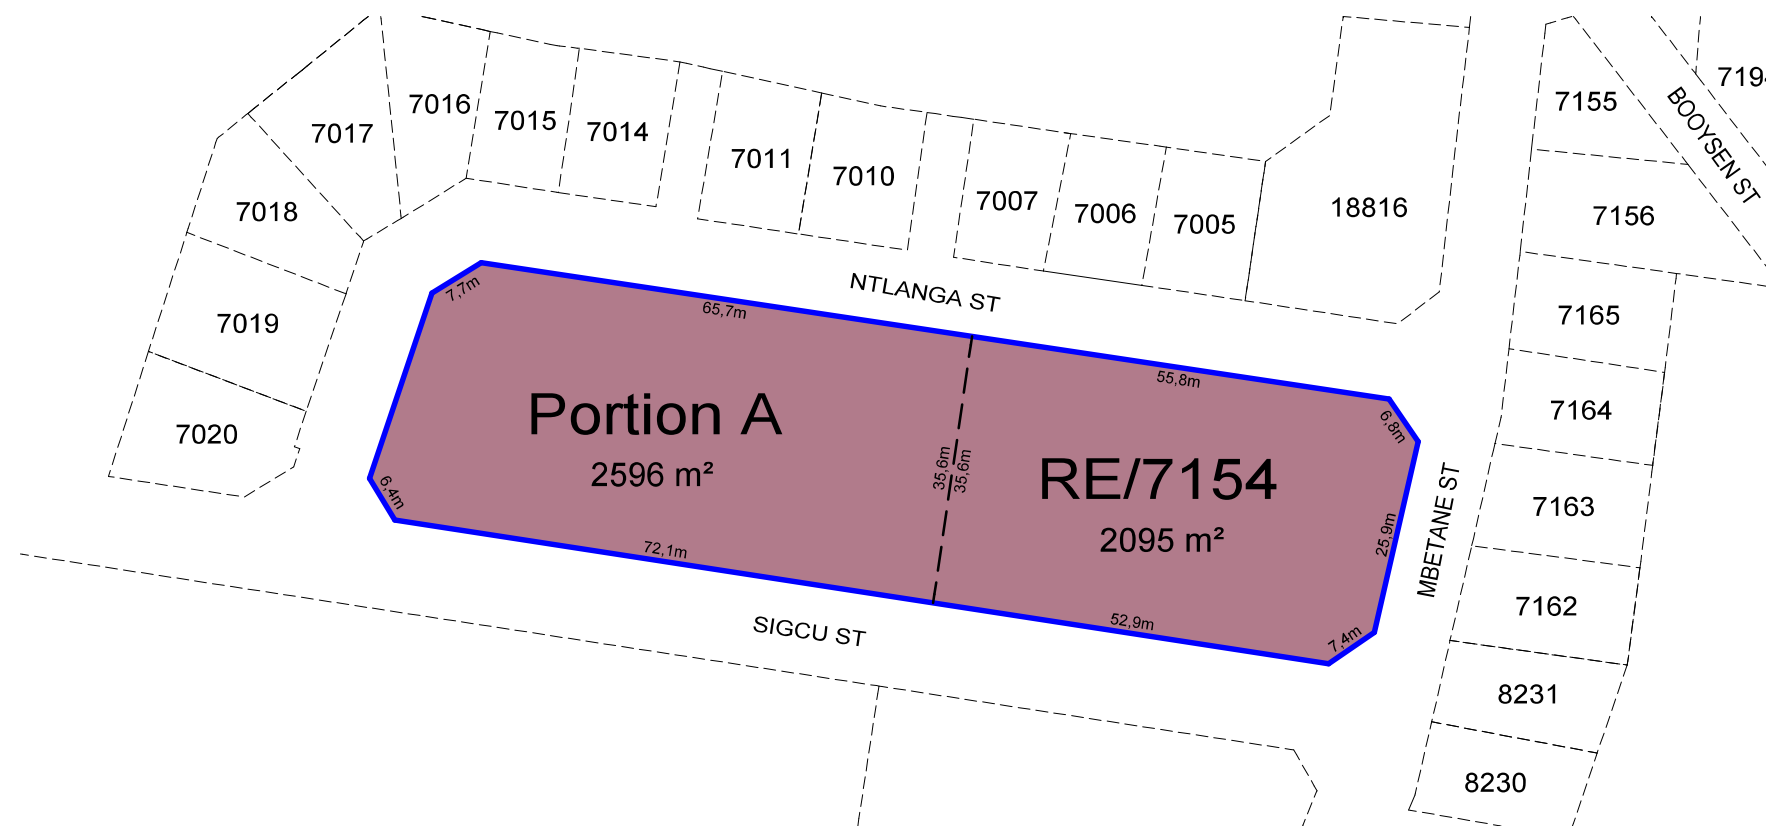 7194
7155
BOOYSEN ST
7016
7015
7014
7017
7011
7010
7007
7006
7005
18816
7156
7018
7019
7020
NTLANGA ST
7165
7164
7163
7162
8231
8230
7,7m
65,7m
55,8m
6,8m
Portion A
2596 m²
35,6m
35,6m
RE/7154
2095 m²
25,9m
MBETANE ST
6,4m
72,1m
52,9m
7,4m
SIGCU ST